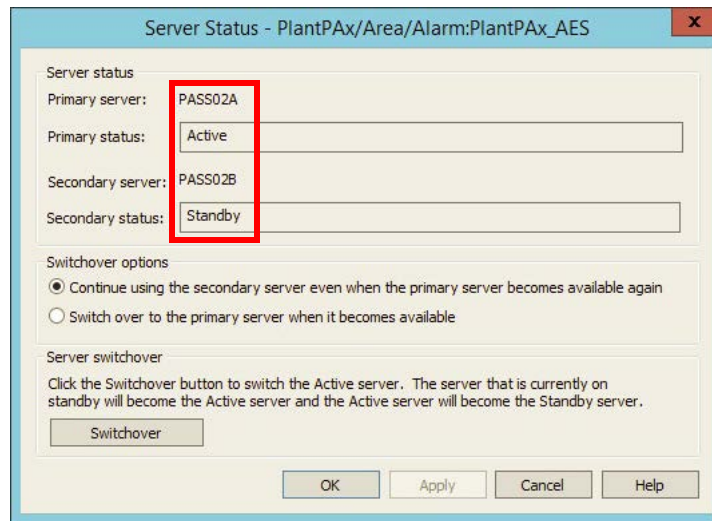 Server Status - PlantPAx/Area/Alarm:PlantPAx_AES
x
Server status
Primary server: PASS02A
Primary status: Active
Secondary server: PASS02B
Secondary status: Standby
Switchover options
Continue using the secondary server even when the primary server becomes available again
Switch over to the primary server when it becomes available
Server switchover
Click the Switchover button to switch the Active server. The server that is currently on
standby will become the Active server and the Active server will become the Standby server.
Switchover
OK Apply Cancel Help